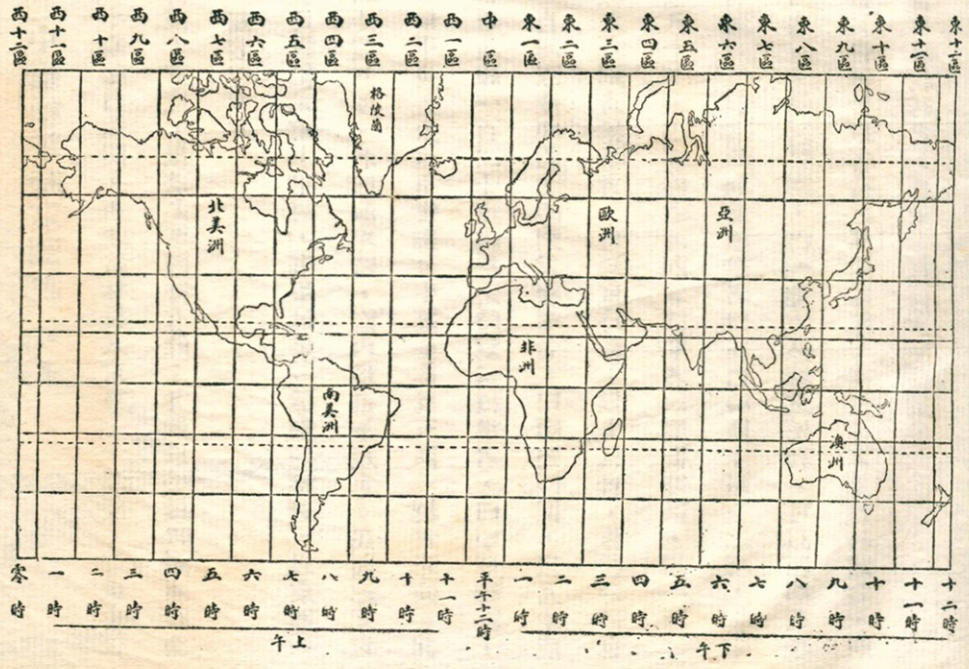 西十二區
西十一區
西十區
西九區
西八區
西七區
西六區
西五區
西四區
西三區
西二區
西一區
中區
東一區
東二區
東三區
東四區
東五區
東六區
東七區
東八區
東九區
東十區
東十一區
東十二區
格陵蘭
北美洲
歐洲
亞洲
非洲
南美洲
澳洲
零時
一時
二時
三時
四時
五時
六時
七時
八時
九時
十時
十一時
午十二時
一時
二時
三時
四時
五時
六時
七時
八時
九時
十時
十一時
十二時
上午
下午